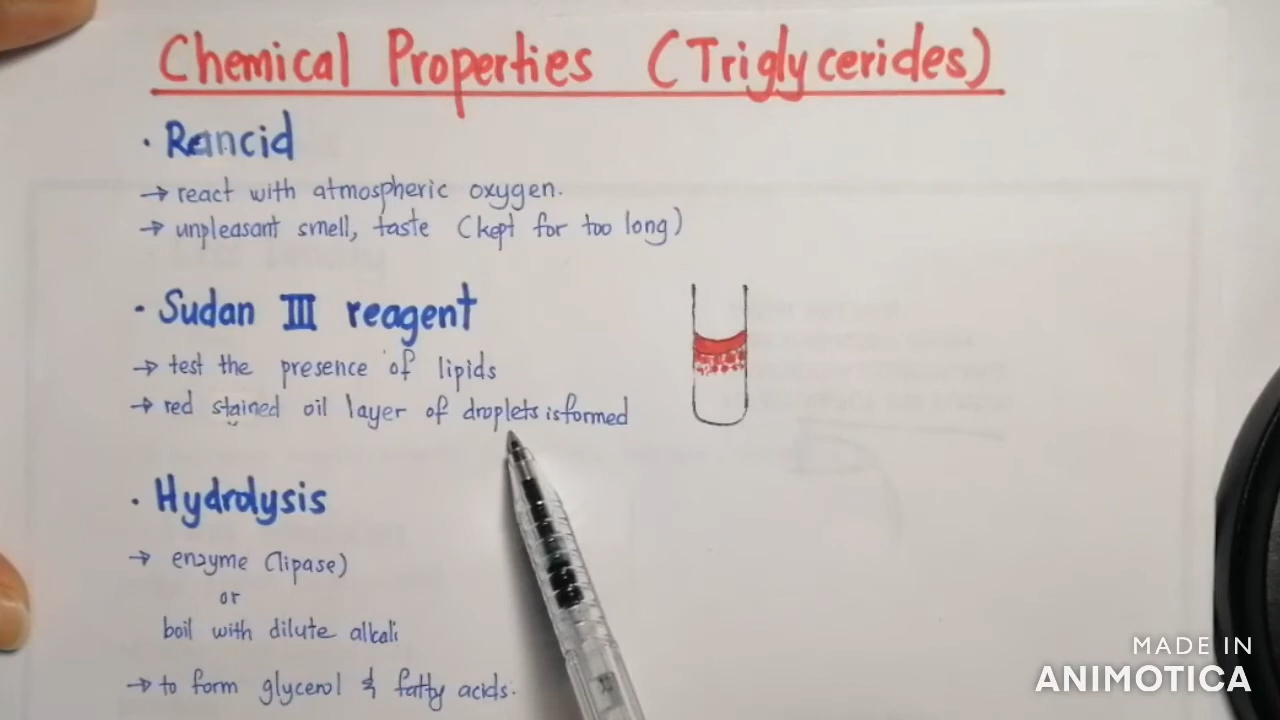 Chemical Properties (Triglycerides)
· Rancid
→ react with atmospheric oxygen.
→ unpleasant smell, taste (kept for too long)
· Sudan III reagent
→ test the presence of lipids
→ red stained oil layer of droplets is formed
· Hydrolysis
→ enzyme (lipase)
or
boil with dilute alkali
→ to form glycerol & fatty acids.
MADE IN
ANIMOTICA